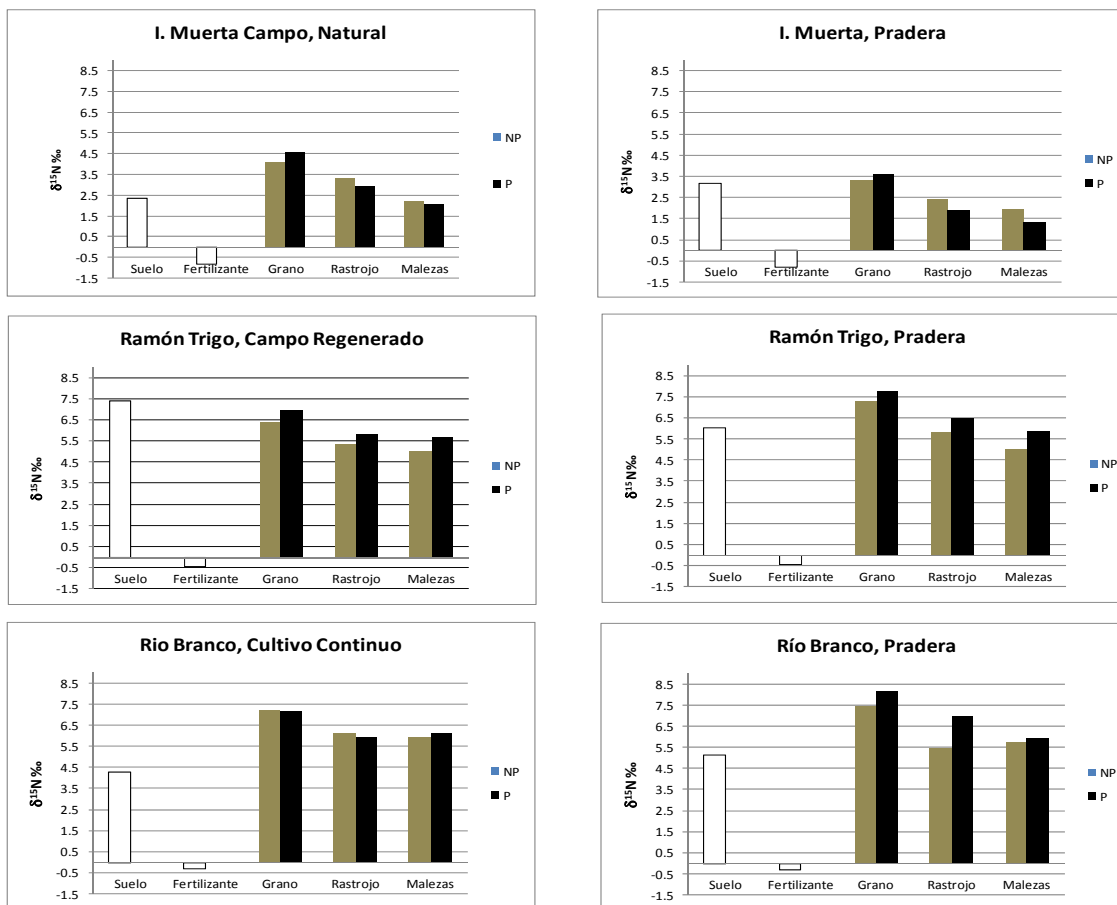 I. Muerta Campo, Natural
8.5
7.5
6.5
5.5
4.5
3.5
2.5
1.5
0.5
-0.5
-1.5
δ¹⁵N ‰
Suelo Fertilizante Grano Rastrojo Malezas
NP
P
I. Muerta, Pradera
8.5
7.5
6.5
5.5
4.5
3.5
2.5
1.5
0.5
-0.5
-1.5
δ¹⁵N ‰
Suelo Fertilizante Grano Rastrojo Malezas
NP
P
Ramón Trigo, Campo Regenerado
8.5
7.5
6.5
5.5
4.5
3.5
2.5
1.5
0.5
-0.5
-1.5
δ¹⁵N ‰
Suelo Fertilizante Grano Rastrojo Malezas
NP
P
Ramón Trigo, Pradera
8.5
7.5
6.5
5.5
4.5
3.5
2.5
1.5
0.5
-0.5
-1.5
δ¹⁵N ‰
Suelo Fertilizante Grano Rastrojo Malezas
NP
P
Rio Branco, Cultivo Continuo
8.5
7.5
6.5
5.5
4.5
3.5
2.5
1.5
0.5
-0.5
-1.5
δ¹⁵N ‰
Suelo Fertilizante Grano Rastrojo Malezas
NP
P
Río Branco, Pradera
8.5
7.5
6.5
5.5
4.5
3.5
2.5
1.5
0.5
-0.5
-1.5
δ¹⁵N ‰
Suelo Fertilizante Grano Rastrojo Malezas
NP
P